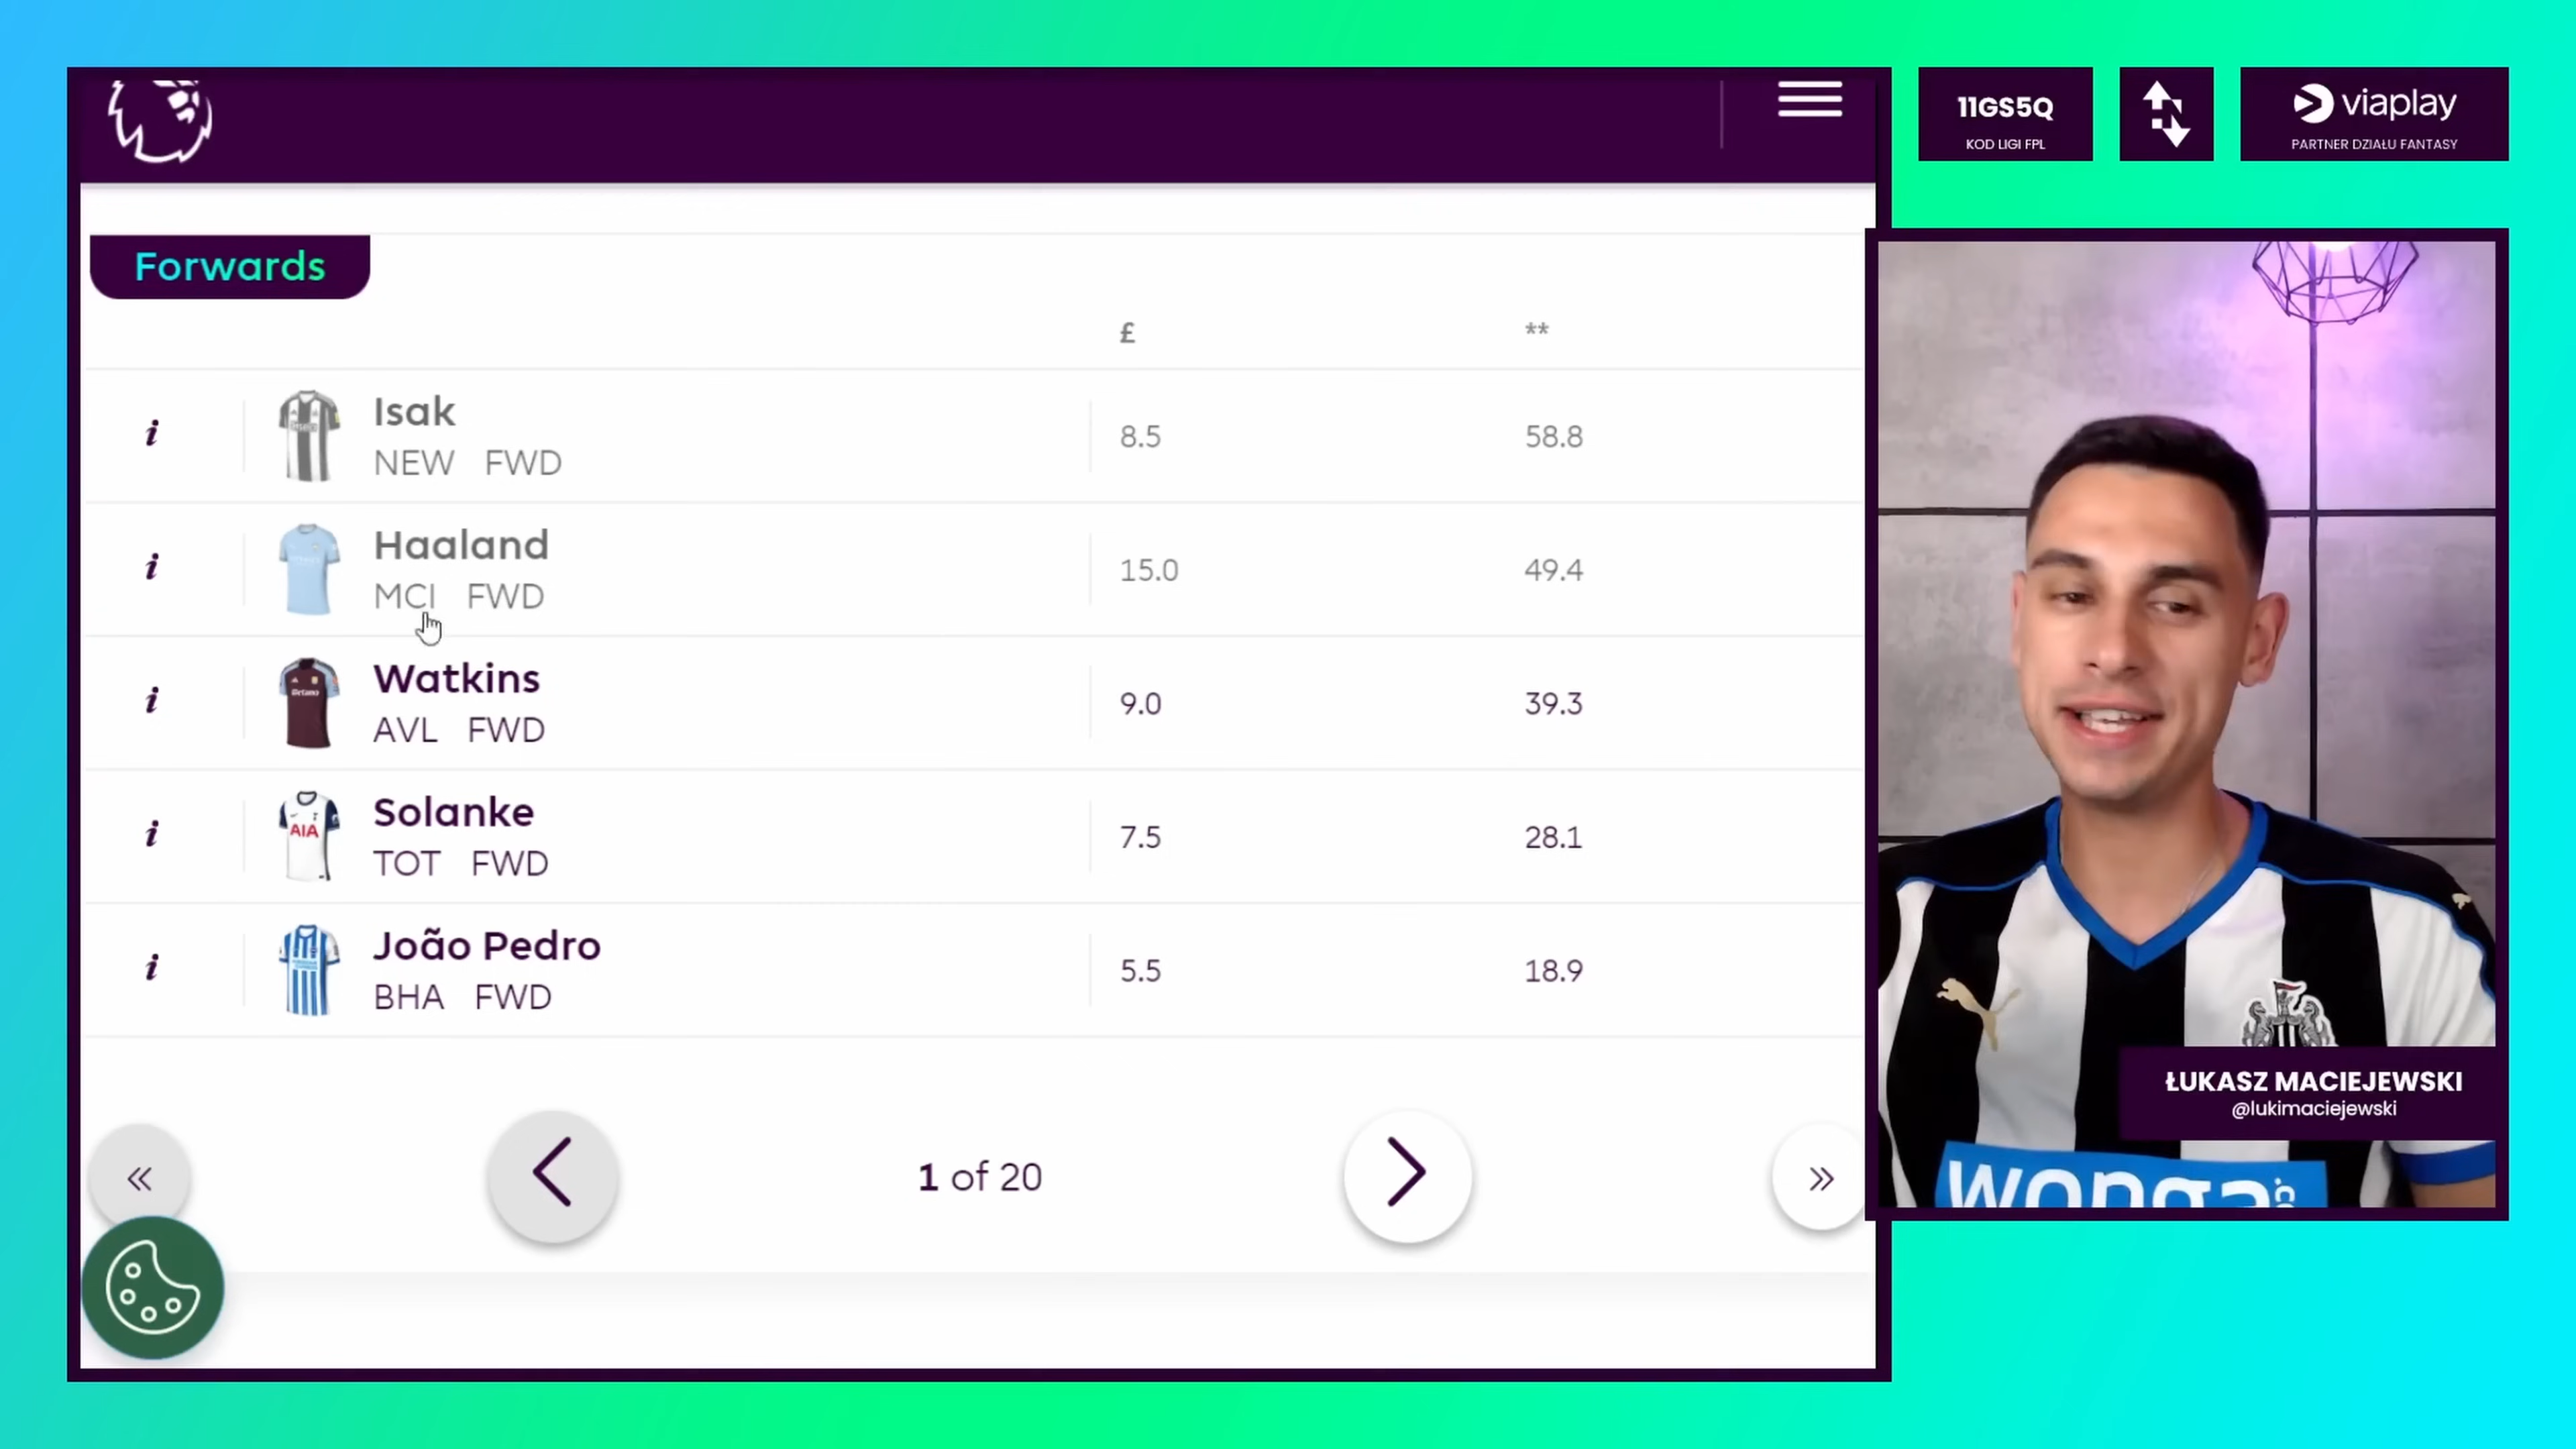 Forwards
£ **
i Isak 8.5 58.8
NEW FWD
i Haaland 15.0 49.4
MCI FWD
i Watkins 9.0 39.3
AVL FWD
i Solanke 7.5 28.1
TOT FWD
AIA
i João Pedro 5.5 18.9
BHA FWD
« 1 of 20 »
11GS5Q
KOD LIGI FPL
viaplay
PARTNER DZIAŁU FANTASY
ŁUKASZ MACIEJEWSKI
@lukimaciejewski
wonga